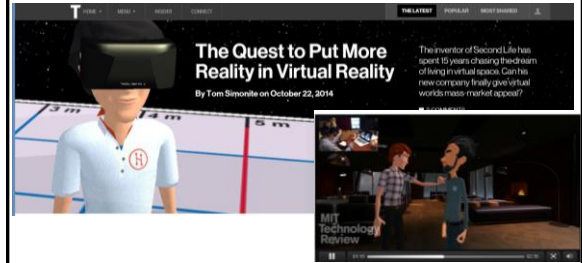 T HOME MENU INSIDER CONNECT THE LATEST POPULAR MOST SHARED
The Quest to Put More
Reality in Virtual Reality
By Tom Simonite on October 22, 2014
The inventor of Second Life has
spent 15 years chasing the dream
of living in virtual space. Can his
new company finally give virtual
worlds mass-market appeal?
COMMENTS
3 m 4 m 5 m
H
MIT
Technology
Review